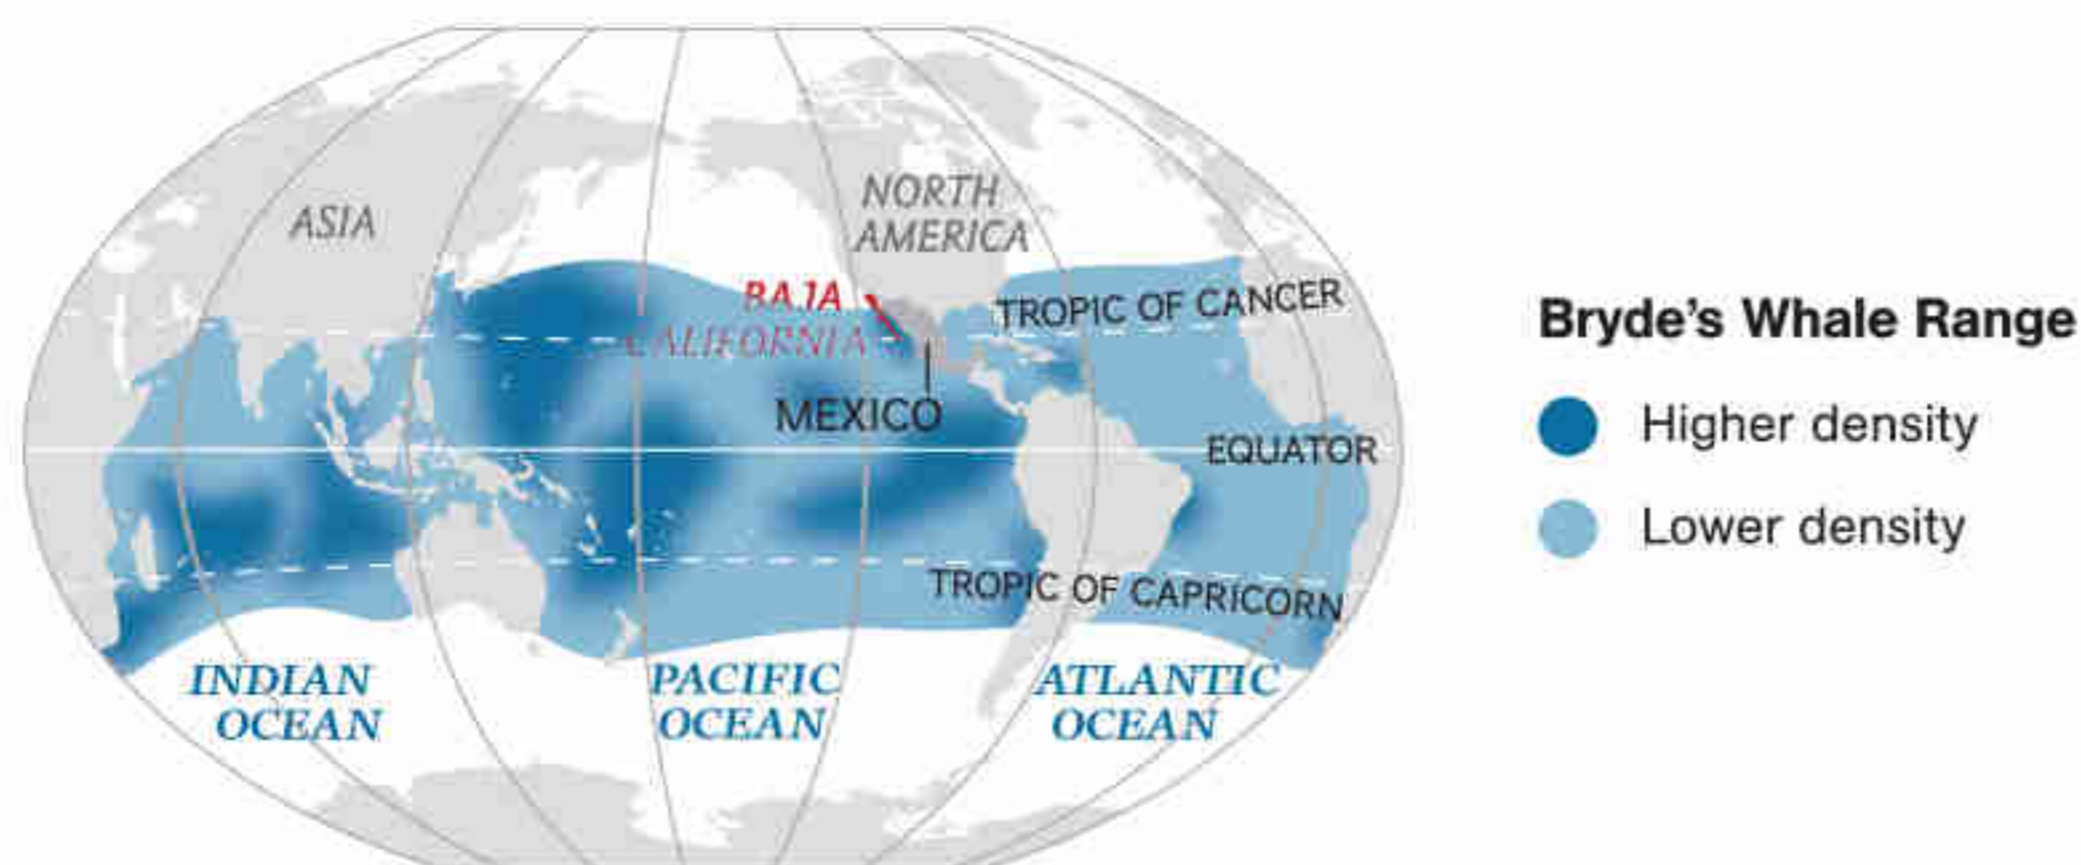 ASIA
NORTH
AMERICA
BAJA
CALIFORNIA
TROPIC OF CANCER
MEXICO
EQUATOR
TROPIC OF CAPRICORN
INDIAN
OCEAN
PACIFIC
OCEAN
ATLANTIC
OCEAN
Bryde's Whale Range
Higher density
Lower density